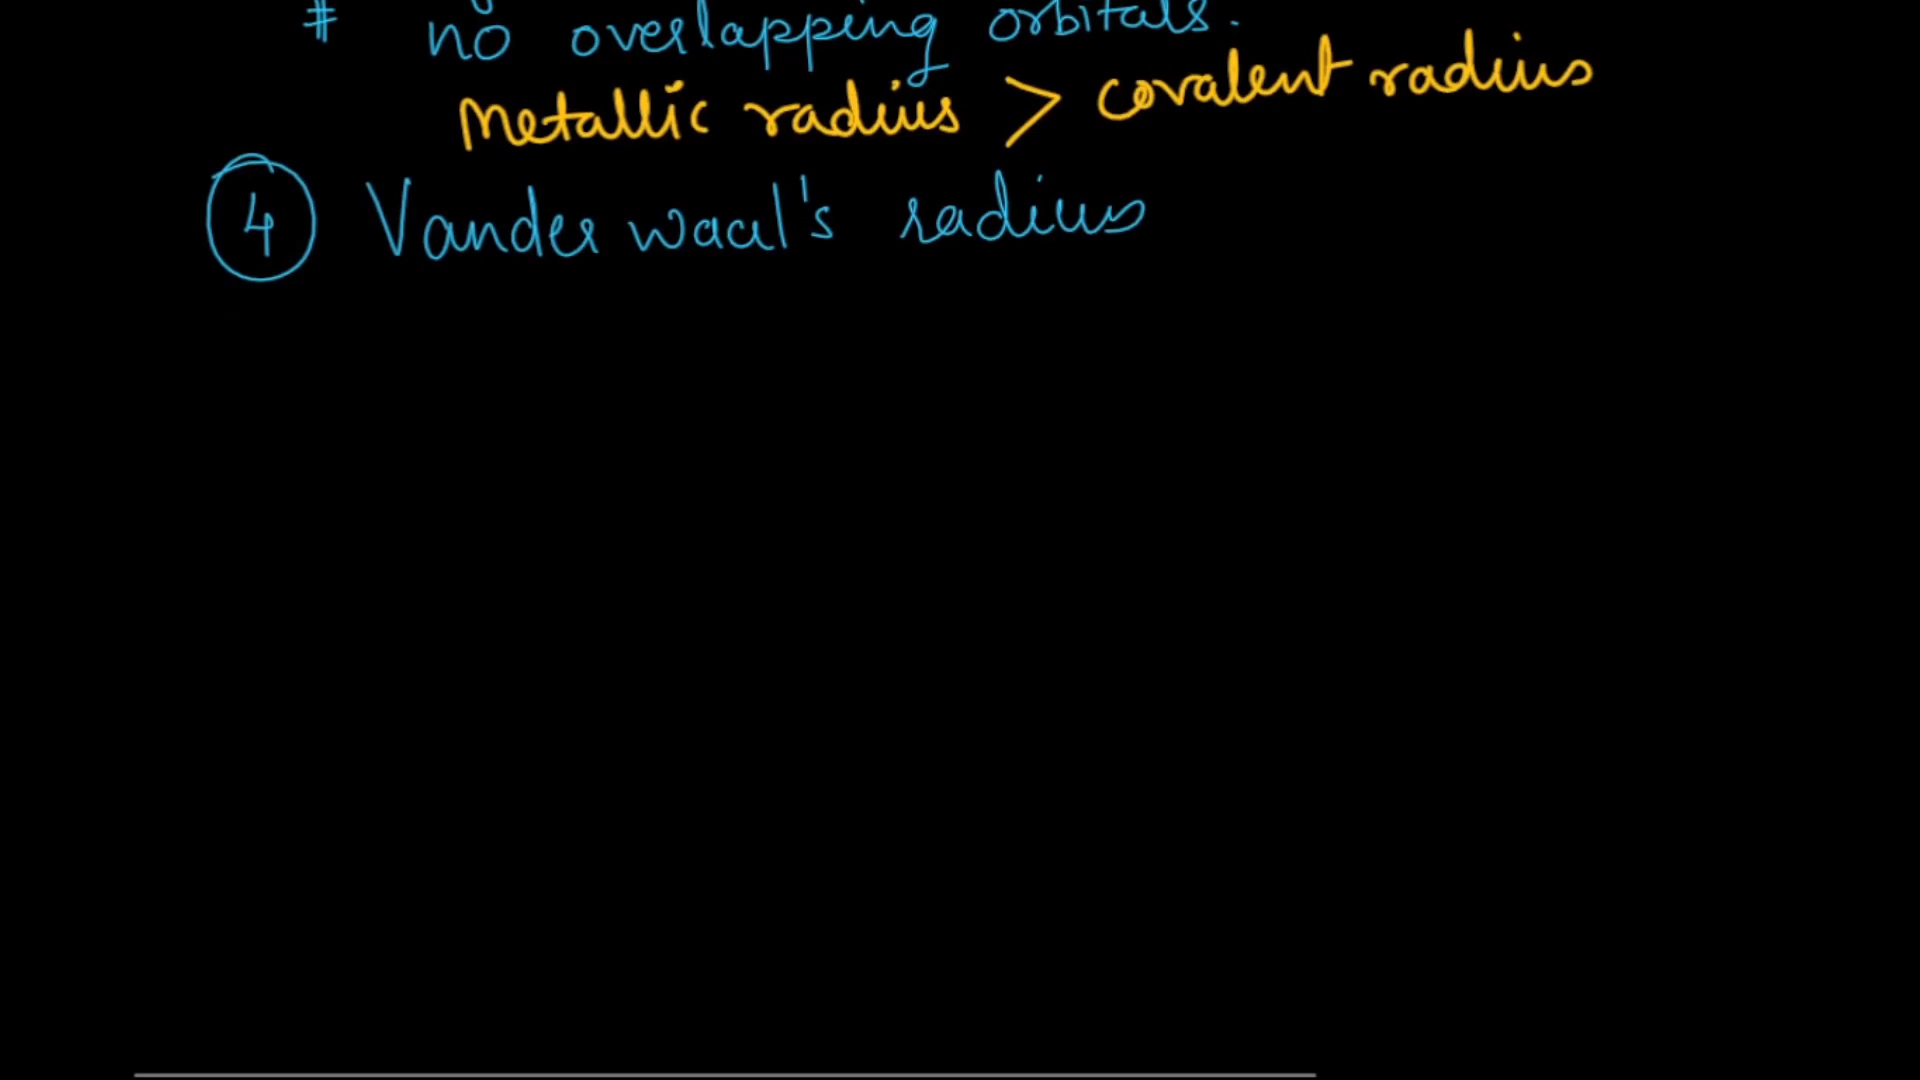 # no overlapping orbitals.
Metallic radius > covalent radius
4 Vander waal's radius